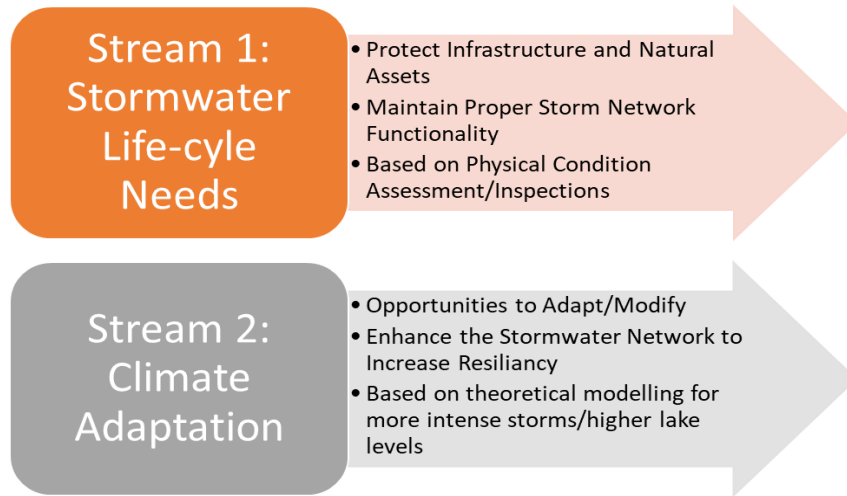 Stream 1:
Stormwater
Life-cyle
Needs
• Protect Infrastructure and Natural
Assets
• Maintain Proper Storm Network
Functionality
• Based on Physical Condition
Assessment/Inspections
Stream 2:
Climate
Adaptation
• Opportunities to Adapt/Modify
• Enhance the Stormwater Network to
Increase Resiliancy
• Based on theoretical modelling for
more intense storms/higher lake
levels